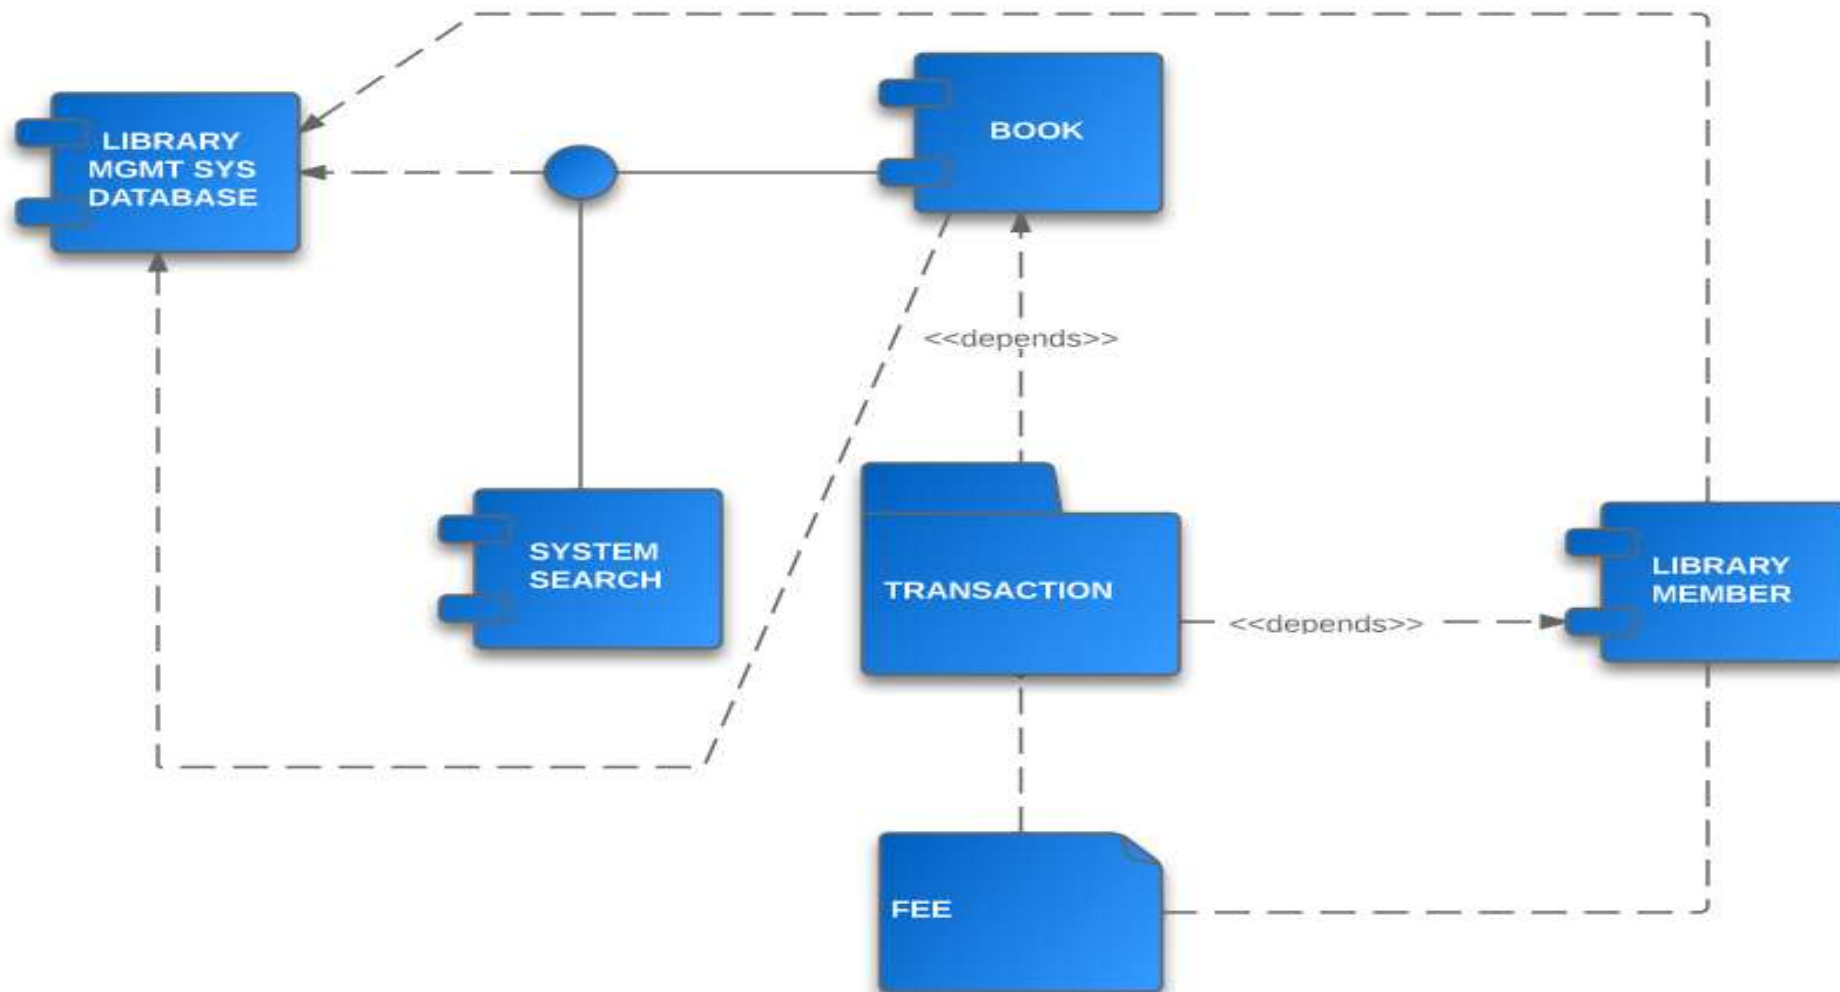 LIBRARY
MGMT SYS
DATABASE
BOOK
<<depends>>
SYSTEM
SEARCH
TRANSACTION
<<depends>>
LIBRARY
MEMBER
FEE